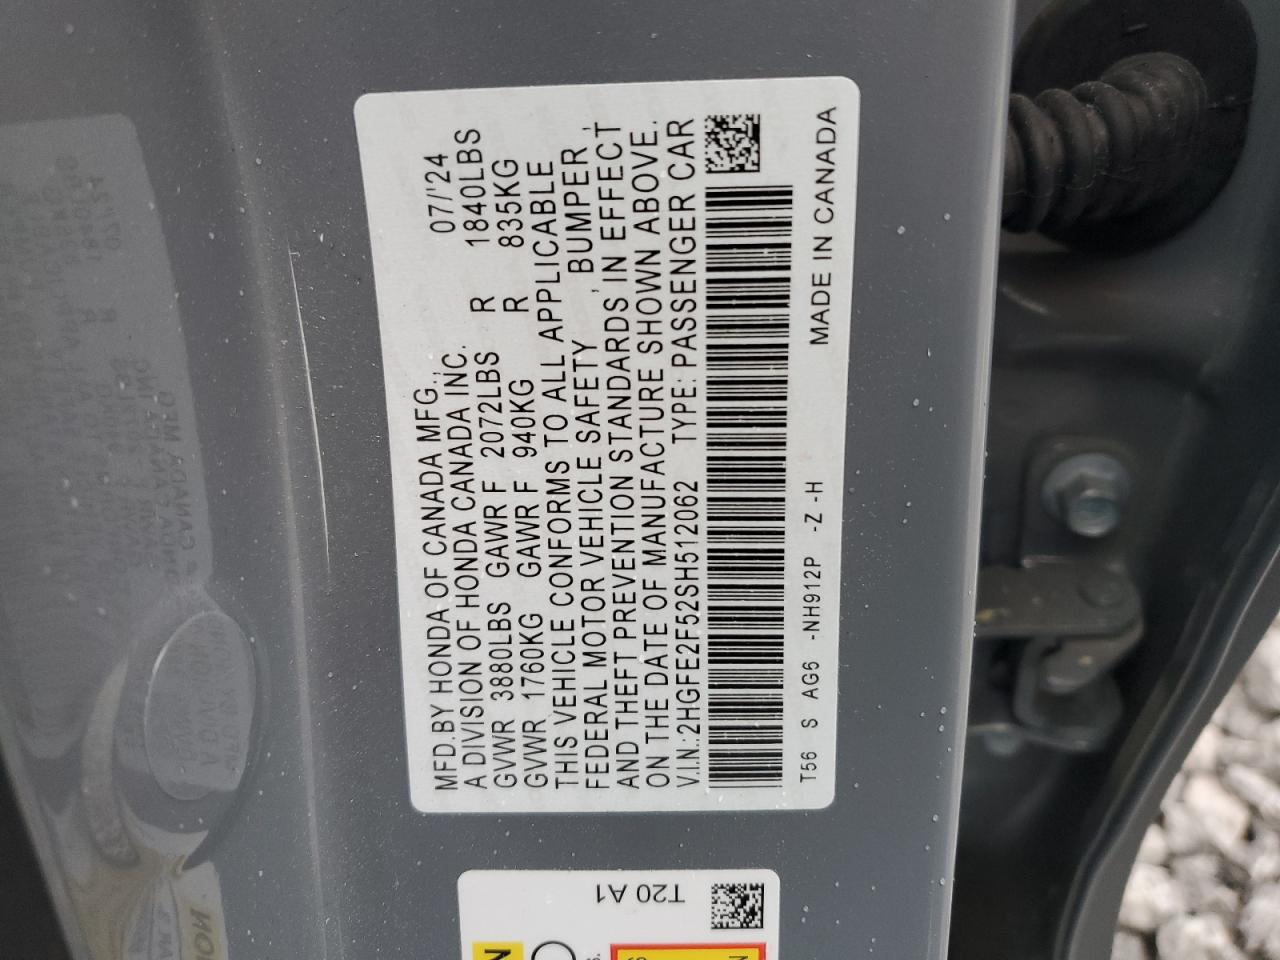 MFD.BY HONDA OF CANADA MFG., 07/'24
A DIVISION OF HONDA CANADA INC.
GVWR 3880LBS GAWR F 2072LBS R 1840LBS
GVWR 1760KG GAWR F 940KG R 835KG
THIS VEHICLE CONFORMS TO ALL APPLICABLE
FEDERAL MOTOR VEHICLE SAFETY , BUMPER ,
AND THEFT PREVENTION STANDARDS IN EFFECT
ON THE DATE OF MANUFACTURE SHOWN ABOVE.
V.I.N.:2HGFE2F52SH512062 TYPE: PASSENGER CAR
T56 S AG6 -NH912P -Z -H MADE IN CANADA
T20 A1